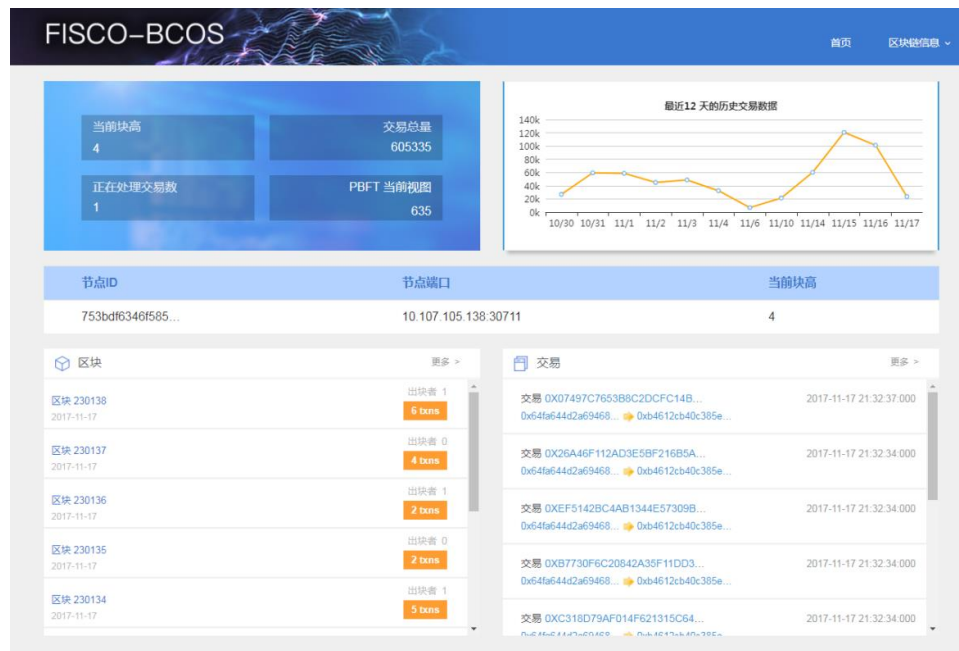 FISCO-BCOS
首页 区块链信息
当前块高
4
交易总量
605335
正在处理交易数
1
PBFT 当前视图
635
最近12 天的历史交易数据
140k
120k
100k
80k
60k
40k
20k
0k
10/30 10/31 11/1 11/2 11/3 11/4 11/6 11/10 11/14 11/15 11/16 11/17
节点ID 节点端口 当前块高
753bdf6346f585... 10.107.105.138:30711 4
区块 更多 >
区块 230138 出块者 1
2017-11-17 6 txns
区块 230137 出块者 0
2017-11-17 4 txns
区块 230136 出块者 1
2017-11-17 2 txns
区块 230135 出块者 0
2017-11-17 2 txns
区块 230134 出块者 1
2017-11-17 5 txns
交易 更多 >
交易 0X07497C7653B8C2DCFC14B... 2017-11-17 21:32:37:000
0x64fa644d2a69468... 0xb4612cb40c385e...
交易 0X26A46F112AD3E5BF216B5A... 2017-11-17 21:32:34:000
0x64fa644d2a69468... 0xb4612cb40c385e...
交易 0XEF5142BC4AB1344E57309B... 2017-11-17 21:32:34:000
0x64fa644d2a69468... 0xb4612cb40c385e...
交易 0XB7730F6C20842A35F11DD3... 2017-11-17 21:32:34:000
0x64fa644d2a69468... 0xb4612cb40c385e...
交易 0XC318D79AF014F621315C64... 2017-11-17 21:32:34:000